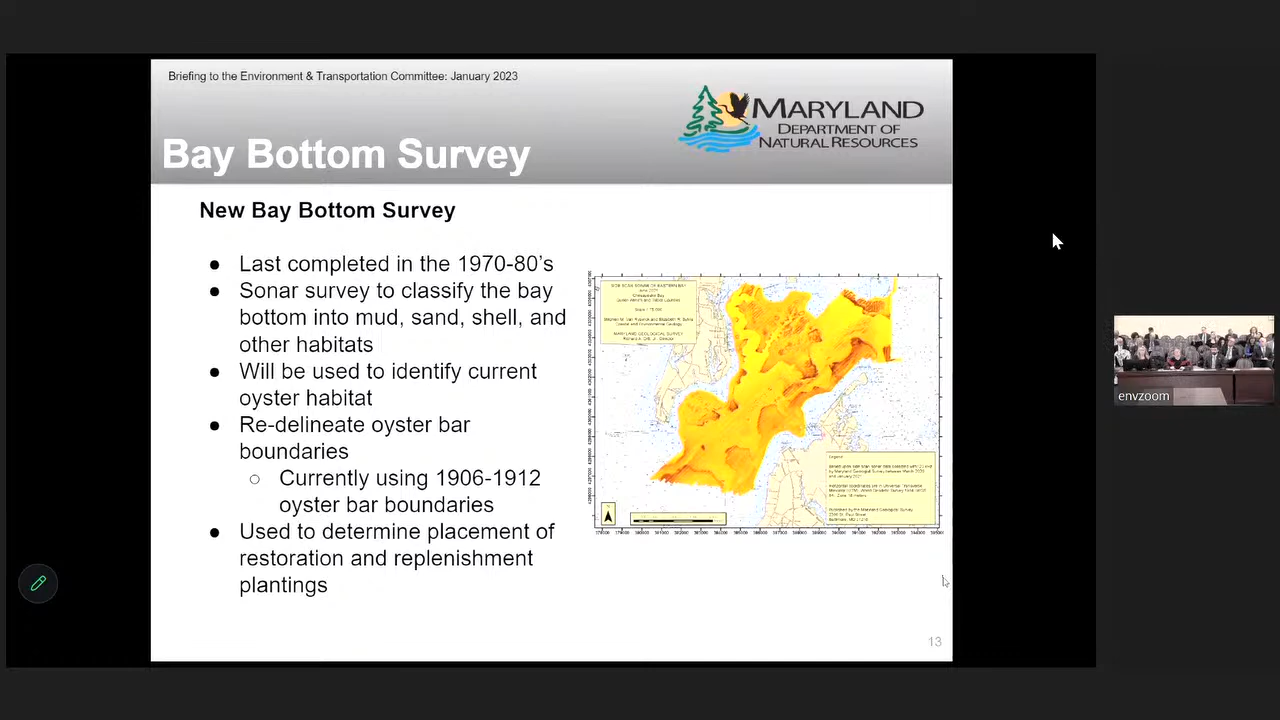 Briefing to the Environment & Transportation Committee: January 2023
MARYLAND
DEPARTMENT OF
NATURAL RESOURCES
Bay Bottom Survey
New Bay Bottom Survey
● Last completed in the 1970-80’s
● Sonar survey to classify the bay
bottom into mud, sand, shell, and
other habitats
● Will be used to identify current
oyster habitat
● Re-delineate oyster bar
boundaries
○ Currently using 1906-1912
oyster bar boundaries
● Used to determine placement of
restoration and replenishment
plantings
13
envzoom